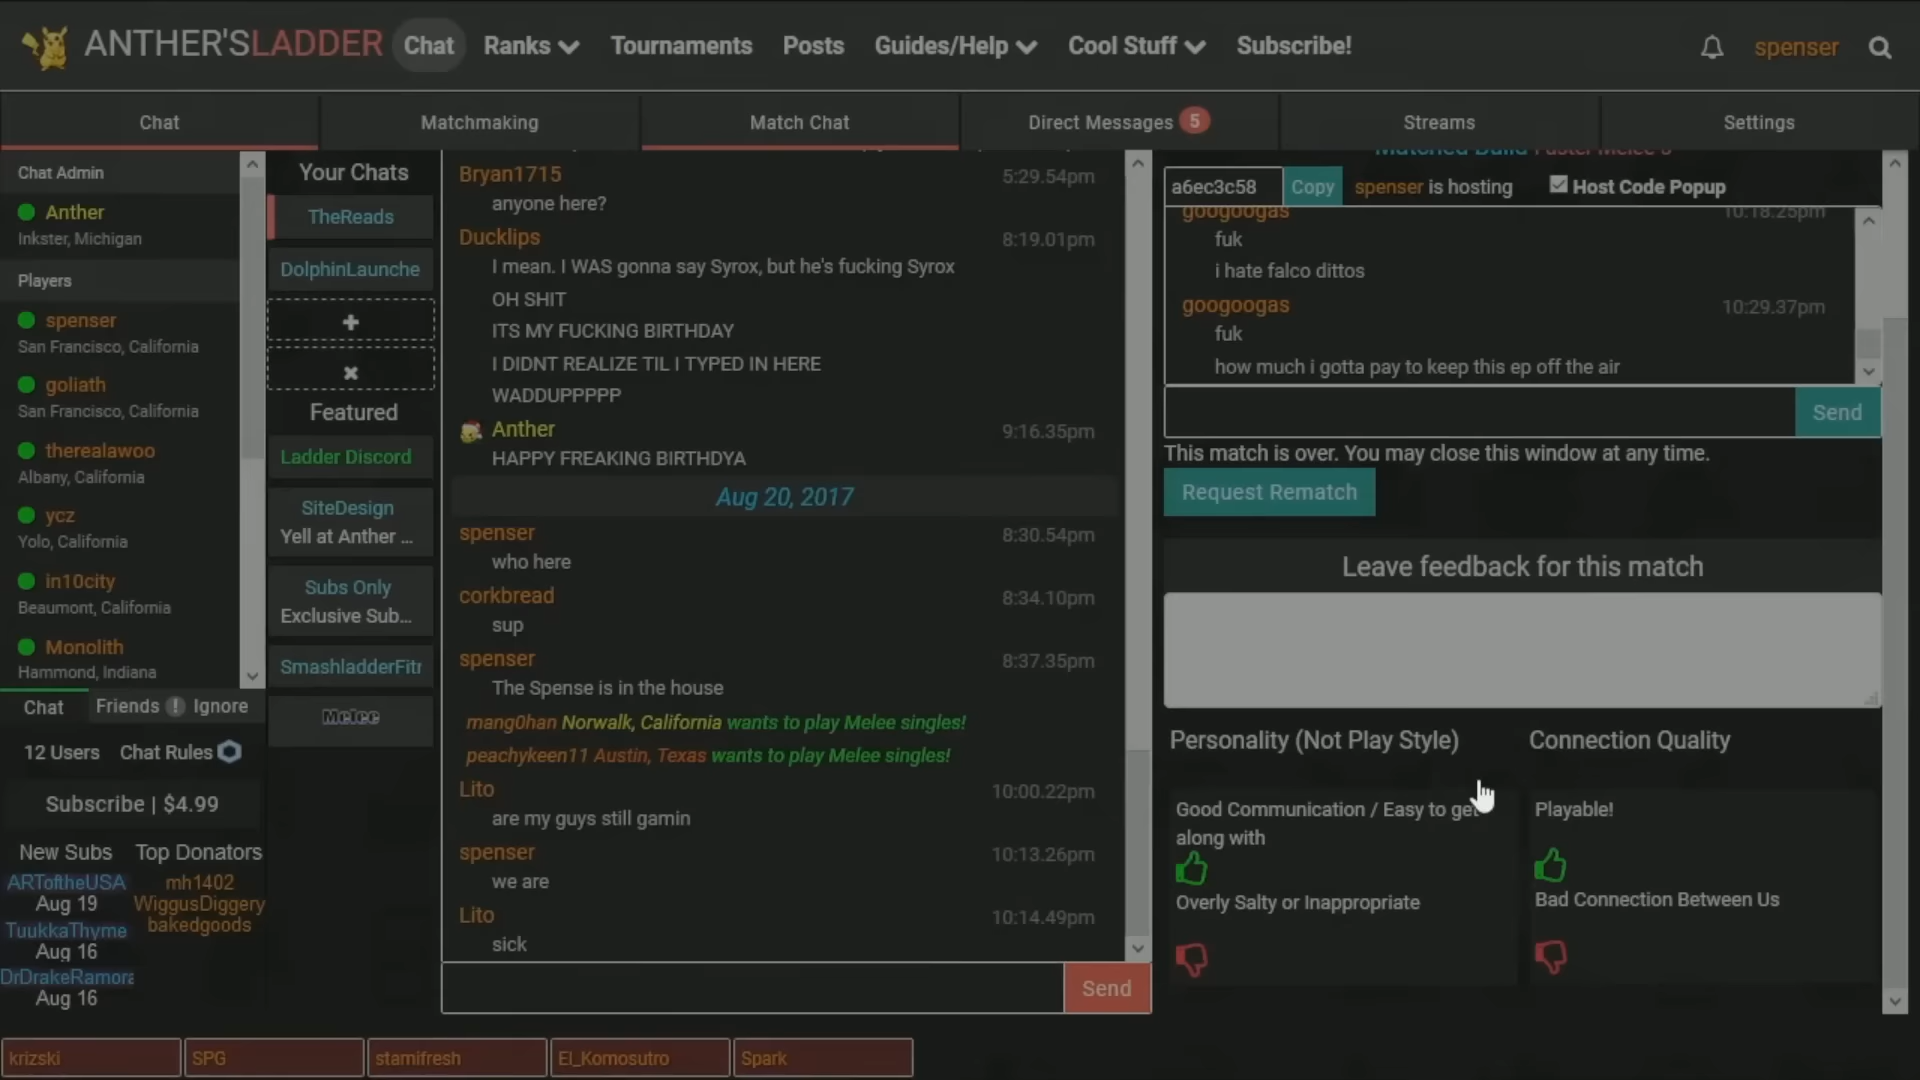 ANTHER'SLADDER
Chat
Ranks
Tournaments
Posts
Guides/Help
Cool Stuff
Subscribe!
spenser
Chat
Matchmaking
Match Chat
Direct Messages 5
Streams
Settings
Chat Admin
Anther
Inkster, Michigan
Players
spenser
San Francisco, California
goliath
San Francisco, California
therealawoo
Albany, California
ycz
Yolo, California
in10city
Beaumont, California
Monolith
Hammond, Indiana
Chat
Friends ! Ignore
12 Users Chat Rules
Subscribe | $4.99
New Subs
ARToftheUSA
Aug 19
TuukkaThyme
Aug 16
DrDrakeRamora
Aug 16
Top Donators
mh1402
WiggusDiggery
bakedgoods
Your Chats
TheReads
DolphinLaunche
Featured
Ladder Discord
SiteDesign
Yell at Anther ...
Subs Only
Exclusive Sub...
SmashladderFitr
Melee
Bryan1715 5:29.54pm
anyone here?
Ducklips 8:19.01pm
I mean. I WAS gonna say Syrox, but he's fucking Syrox
OH SHIT
ITS MY FUCKING BIRTHDAY
I DIDNT REALIZE TIL I TYPED IN HERE
WADDUPPPPP
Anther 9:16.35pm
HAPPY FREAKING BIRTHDYA
Aug 20, 2017
spenser 8:30.54pm
who here
corkbread 8:34.10pm
sup
spenser 8:37.35pm
The Spense is in the house
mang0han Norwalk, California wants to play Melee singles!
peachykeen11 Austin, Texas wants to play Melee singles!
Lito 10:00.22pm
are my guys still gamin
spenser 10:13.26pm
we are
Lito 10:14.49pm
sick
Send
Matched Build Faster Melee
a6ec3c58 Copy spenser is hosting Host Code Popup
googoogas 10:18.25pm
fuk
i hate falco dittos
googoogas 10:29.37pm
fuk
how much i gotta pay to keep this ep off the air
Send
This match is over. You may close this window at any time.
Request Rematch
Leave feedback for this match
Personality (Not Play Style)
Good Communication / Easy to get
along with
Overly Salty or Inappropriate
Connection Quality
Playable!
Bad Connection Between Us
krizski
SPG
stamifresh
El_Komosutro
Spark